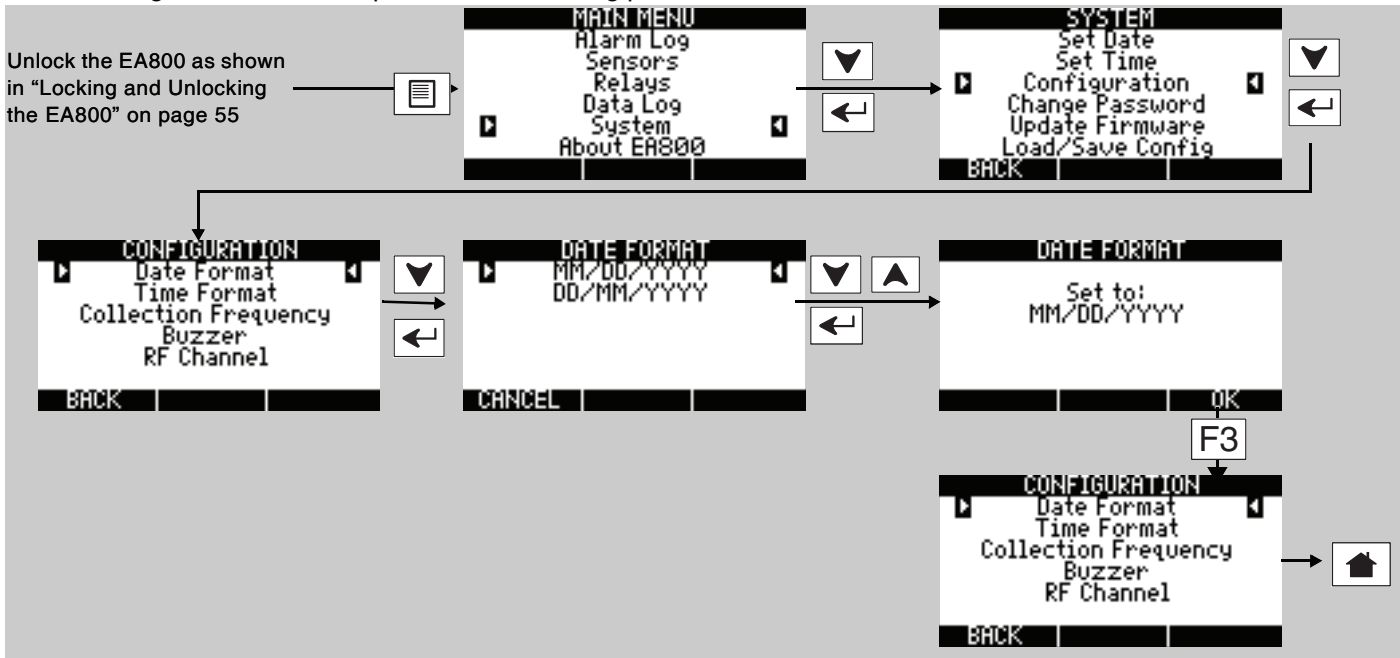 Unlock the EA800 as shown
in “Locking and Unlocking
the EA800” on page 55
MAIN MENU
Alarm Log
Sensors
Relays
Data Log
System
About EA800
SYSTEM
Set Date
Set Time
Configuration
Change Password
Update Firmware
Load/Save Config
BACK
CONFIGURATION
Date Format
Time Format
Collection Frequency
Buzzer
RF Channel
BACK
DATE FORMAT
MM/DD/YYYY
DD/MM/YYYY
CANCEL
DATE FORMAT
Set to:
MM/DD/YYYY
OK
F3
CONFIGURATION
Date Format
Time Format
Collection Frequency
Buzzer
RF Channel
BACK